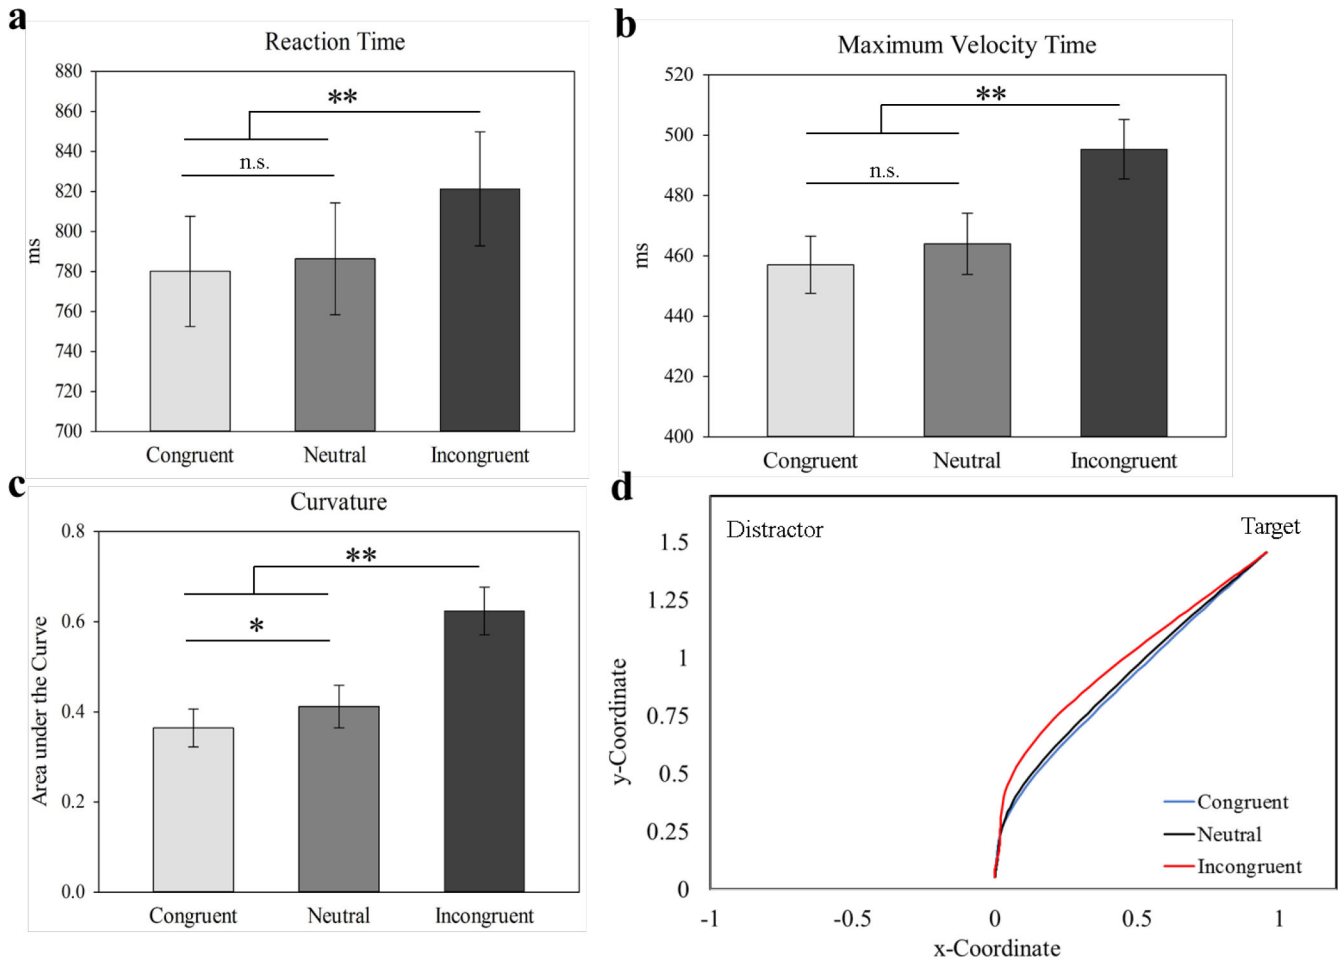 a
Reaction Time
880
860
840
820
800
780
760
740
720
700
ms
**
n.s.
Congruent
Neutral
Incongruent
b
Maximum Velocity Time
520
500
480
460
440
420
400
ms
**
n.s.
Congruent
Neutral
Incongruent
c
Curvature
0.8
0.6
0.4
0.2
0.0
Area under the Curve
**
*
Congruent
Neutral
Incongruent
d
Distractor
Target
1.5
1.25
1
0.75
0.5
0.25
0
y-Coordinate
Congruent
Neutral
Incongruent
-1
-0.5
0
0.5
1
x-Coordinate